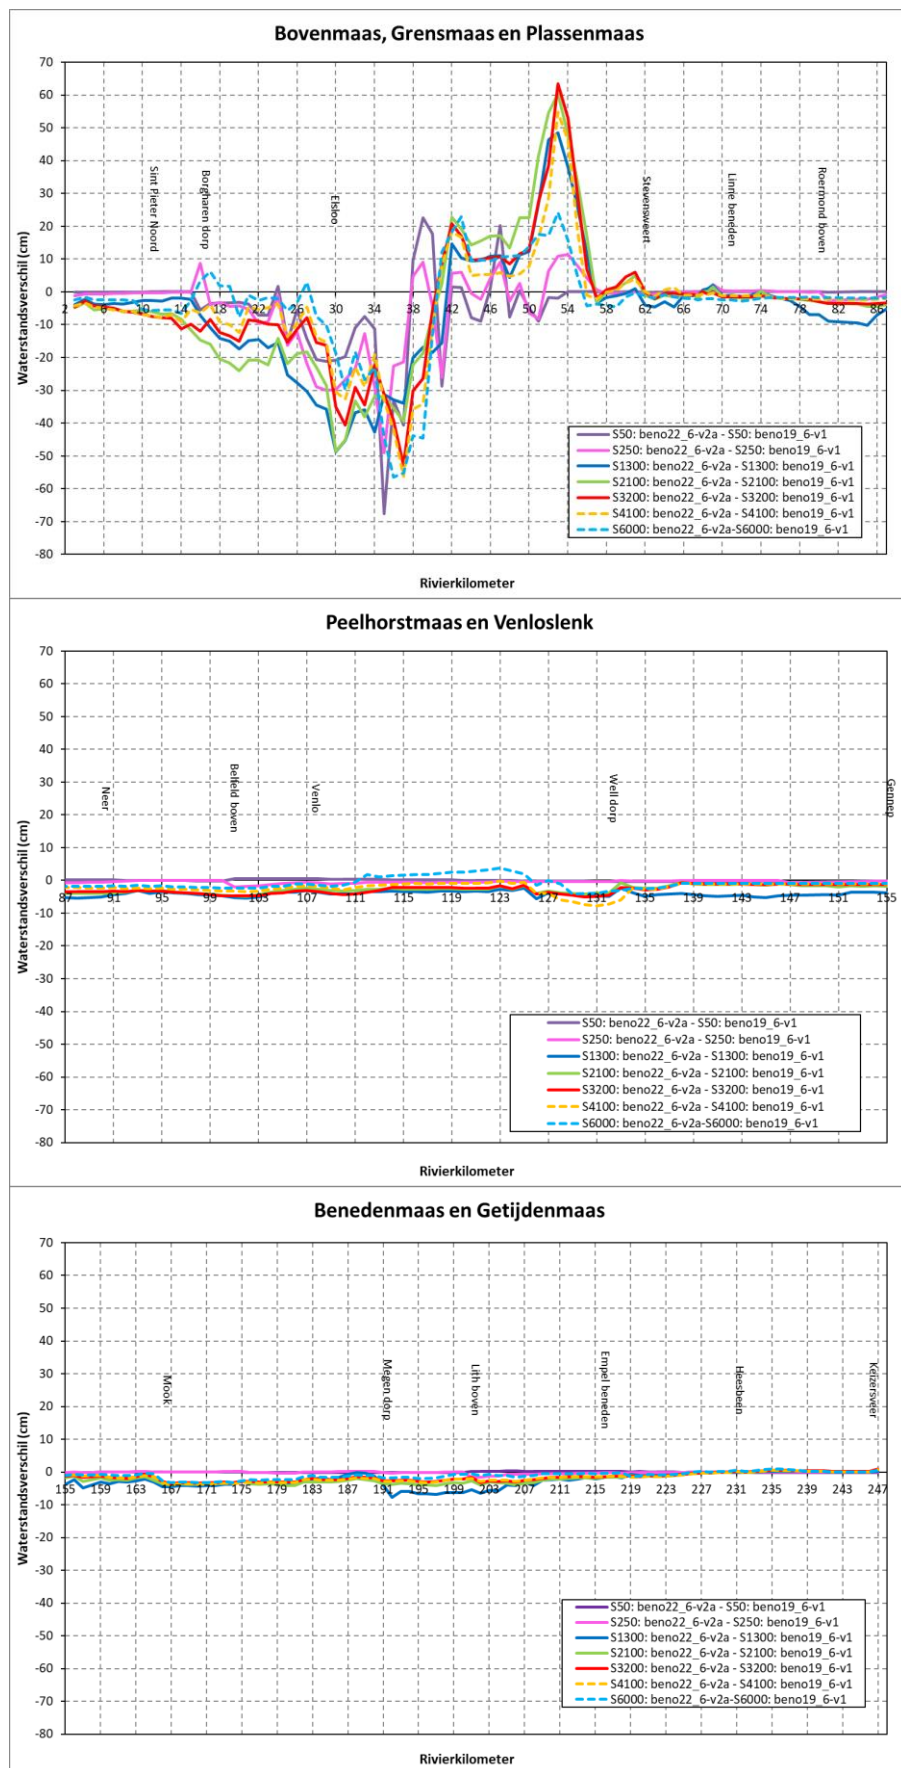 Bovenmaas, Grensmaas en Plassenmaas
Waterstandsverschil (cm)
70
60
50
40
30
20
10
0
-10
-20
-30
-40
-50
-60
-70
-80
2 6 10 14 18 22 26 30 34 38 42 46 50 54 58 62 66 70 74 78 82 86
Sint Pieter Noord
Borgharen dorp
Elsloo
Stevensweert
Linne beneden
Roermond boven
S50: beno22_6-v2a - S50: beno19_6-v1
S250: beno22_6-v2a - S250: beno19_6-v1
S1300: beno22_6-v2a - S1300: beno19_6-v1
S2100: beno22_6-v2a - S2100: beno19_6-v1
S3200: beno22_6-v2a - S3200: beno19_6-v1
S4100: beno22_6-v2a - S4100: beno19_6-v1
S6000: beno22_6-v2a-S6000: beno19_6-v1
Rivierkilometer
Peelhorstmaas en Venloslenk
Waterstandsverschil (cm)
70
60
50
40
30
20
10
0
-10
-20
-30
-40
-50
-60
-70
-80
87 91 95 99 103 107 111 115 119 123 127 131 135 139 143 147 151 155
Neer
Belfeld boven
Venlo
Well dorp
Gennep
S50: beno22_6-v2a - S50: beno19_6-v1
S250: beno22_6-v2a - S250: beno19_6-v1
S1300: beno22_6-v2a - S1300: beno19_6-v1
S2100: beno22_6-v2a - S2100: beno19_6-v1
S3200: beno22_6-v2a - S3200: beno19_6-v1
S4100: beno22_6-v2a - S4100: beno19_6-v1
S6000: beno22_6-v2a-S6000: beno19_6-v1
Rivierkilometer
Benedenmaas en Getijdenmaas
Waterstandsverschil (cm)
70
60
50
40
30
20
10
0
-10
-20
-30
-40
-50
-60
-70
-80
155 159 163 167 171 175 179 183 187 191 195 199 203 207 211 215 219 223 227 231 235 239 243 247
Mook
Megen dorp
Lith boven
Empel beneden
Heesbeen
Keizersveer
S50: beno22_6-v2a - S50: beno19_6-v1
S250: beno22_6-v2a - S250: beno19_6-v1
S1300: beno22_6-v2a - S1300: beno19_6-v1
S2100: beno22_6-v2a - S2100: beno19_6-v1
S3200: beno22_6-v2a - S3200: beno19_6-v1
S4100: beno22_6-v2a - S4100: beno19_6-v1
S6000: beno22_6-v2a-S6000: beno19_6-v1
Rivierkilometer